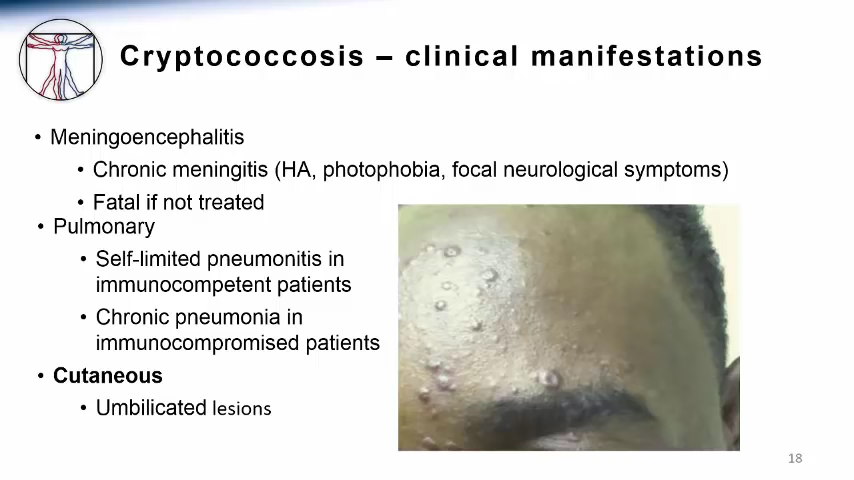 Cryptococcosis – clinical manifestations
• Meningoencephalitis
• Chronic meningitis (HA, photophobia, focal neurological symptoms)
• Fatal if not treated
• Pulmonary
• Self-limited pneumonitis in
immunocompetent patients
• Chronic pneumonia in
immunocompromised patients
• Cutaneous
• Umbilicated lesions
18